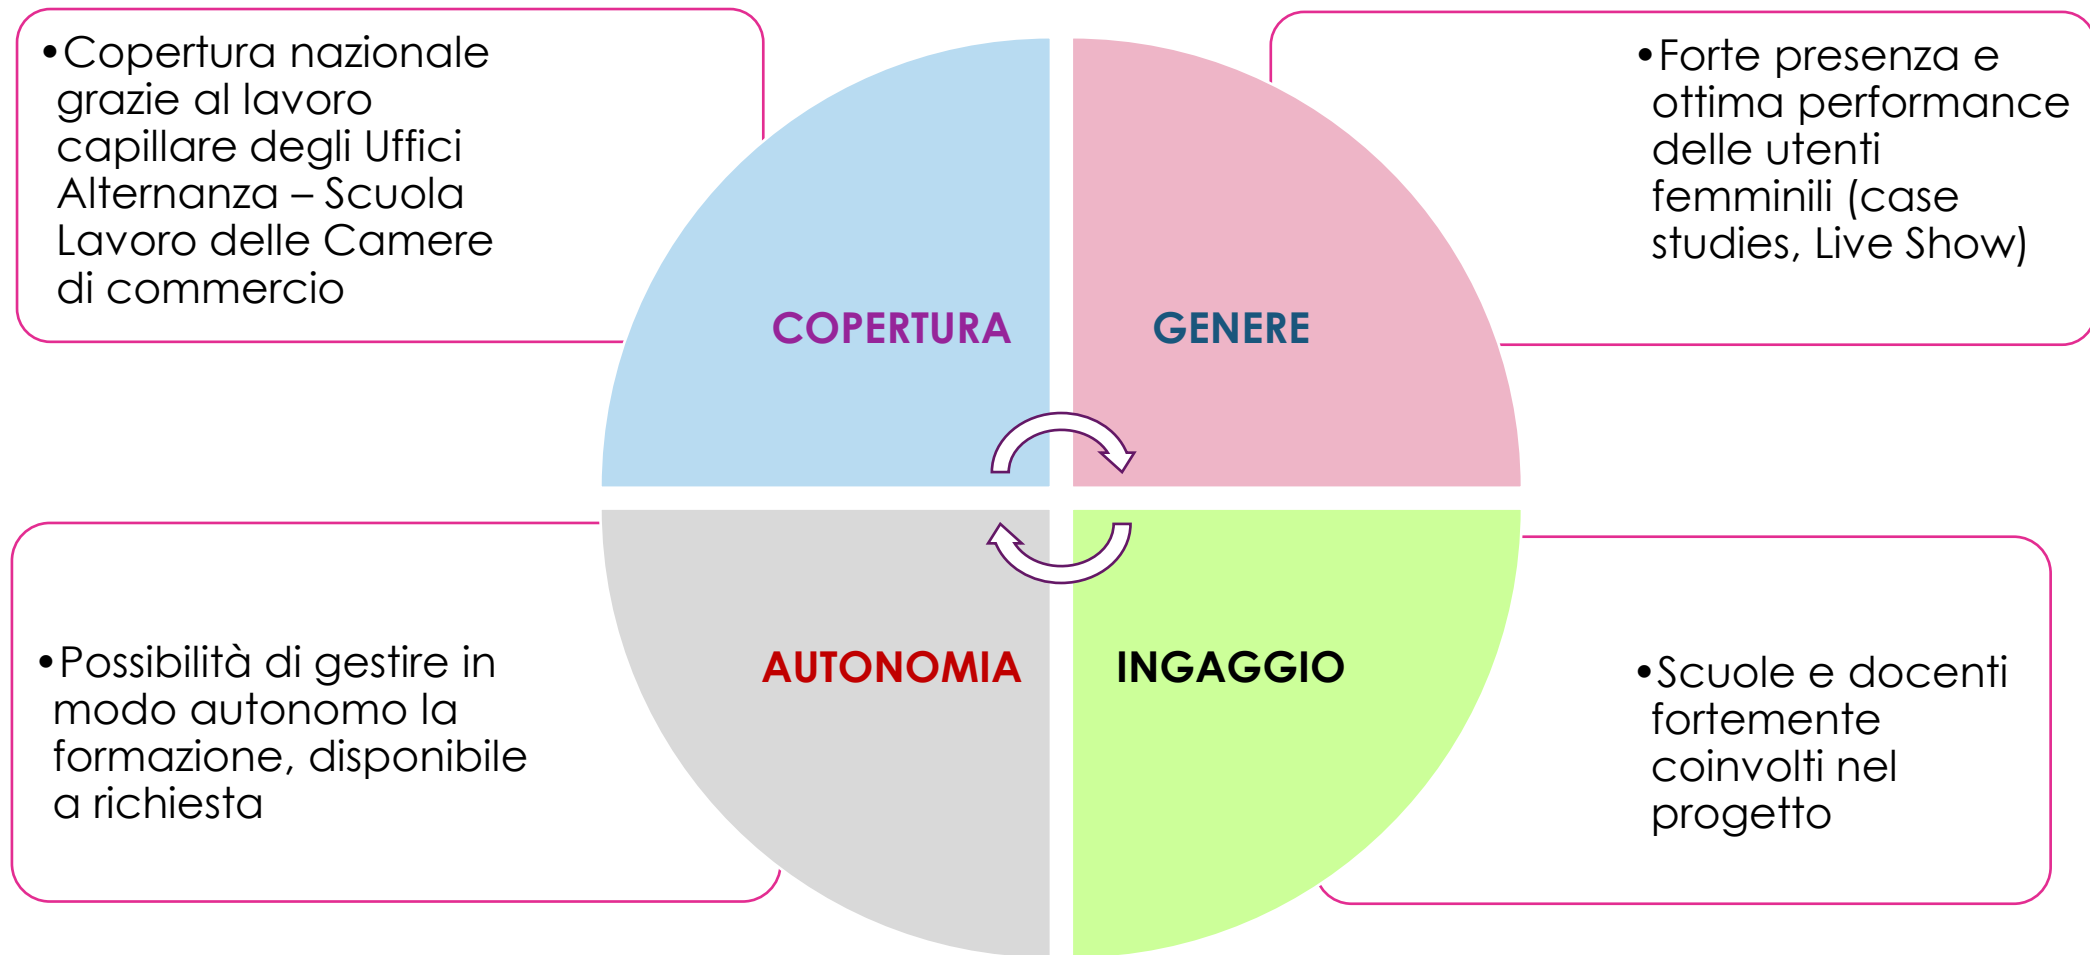 •Copertura nazionale
grazie al lavoro
capillare degli Uffici
Alternanza – Scuola
Lavoro delle Camere
di commercio
•Forte presenza e
ottima performance
delle utenti
femminili (case
studies, Live Show)
COPERTURA
GENERE
AUTONOMIA
INGAGGIO
•Possibilità di gestire in
modo autonomo la
formazione, disponibile
a richiesta
•Scuole e docenti
fortemente
coinvolti nel
progetto